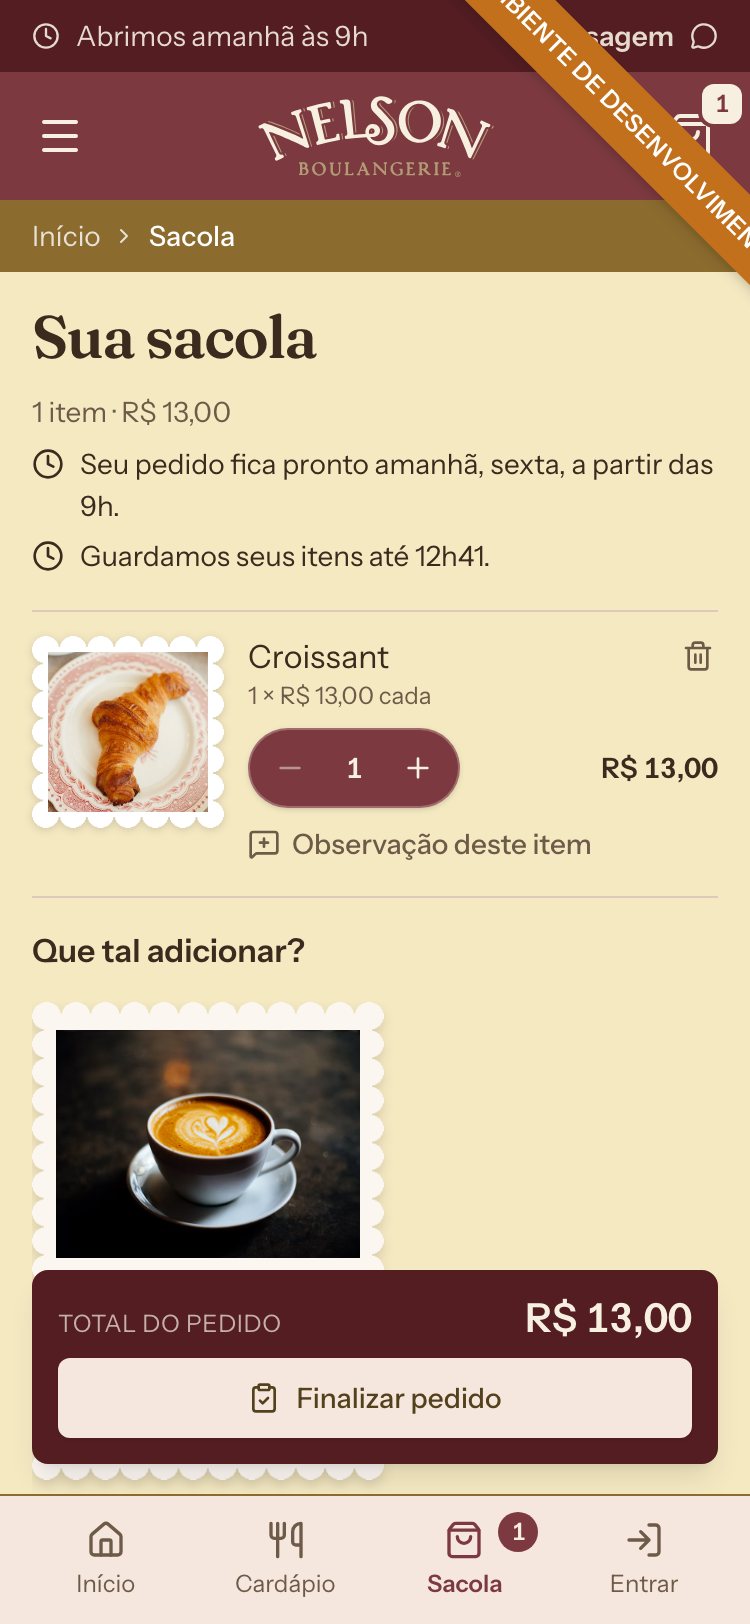 Abrimos amanhã às 9h
AMBIENTE DE DESENVOLVIMEN
1
NELSON
BOULANGERIE
Início > Sacola
Sua sacola
1 item · R$ 13,00
Seu pedido fica pronto amanhã, sexta, a partir das
9h.
Guardamos seus itens até 12h41.
Croissant
1 × R$ 13,00 cada
1
R$ 13,00
Observação deste item
Que tal adicionar?
TOTAL DO PEDIDO
R$ 13,00
Finalizar pedido
1
Início
Cardápio
Sacola
Entrar